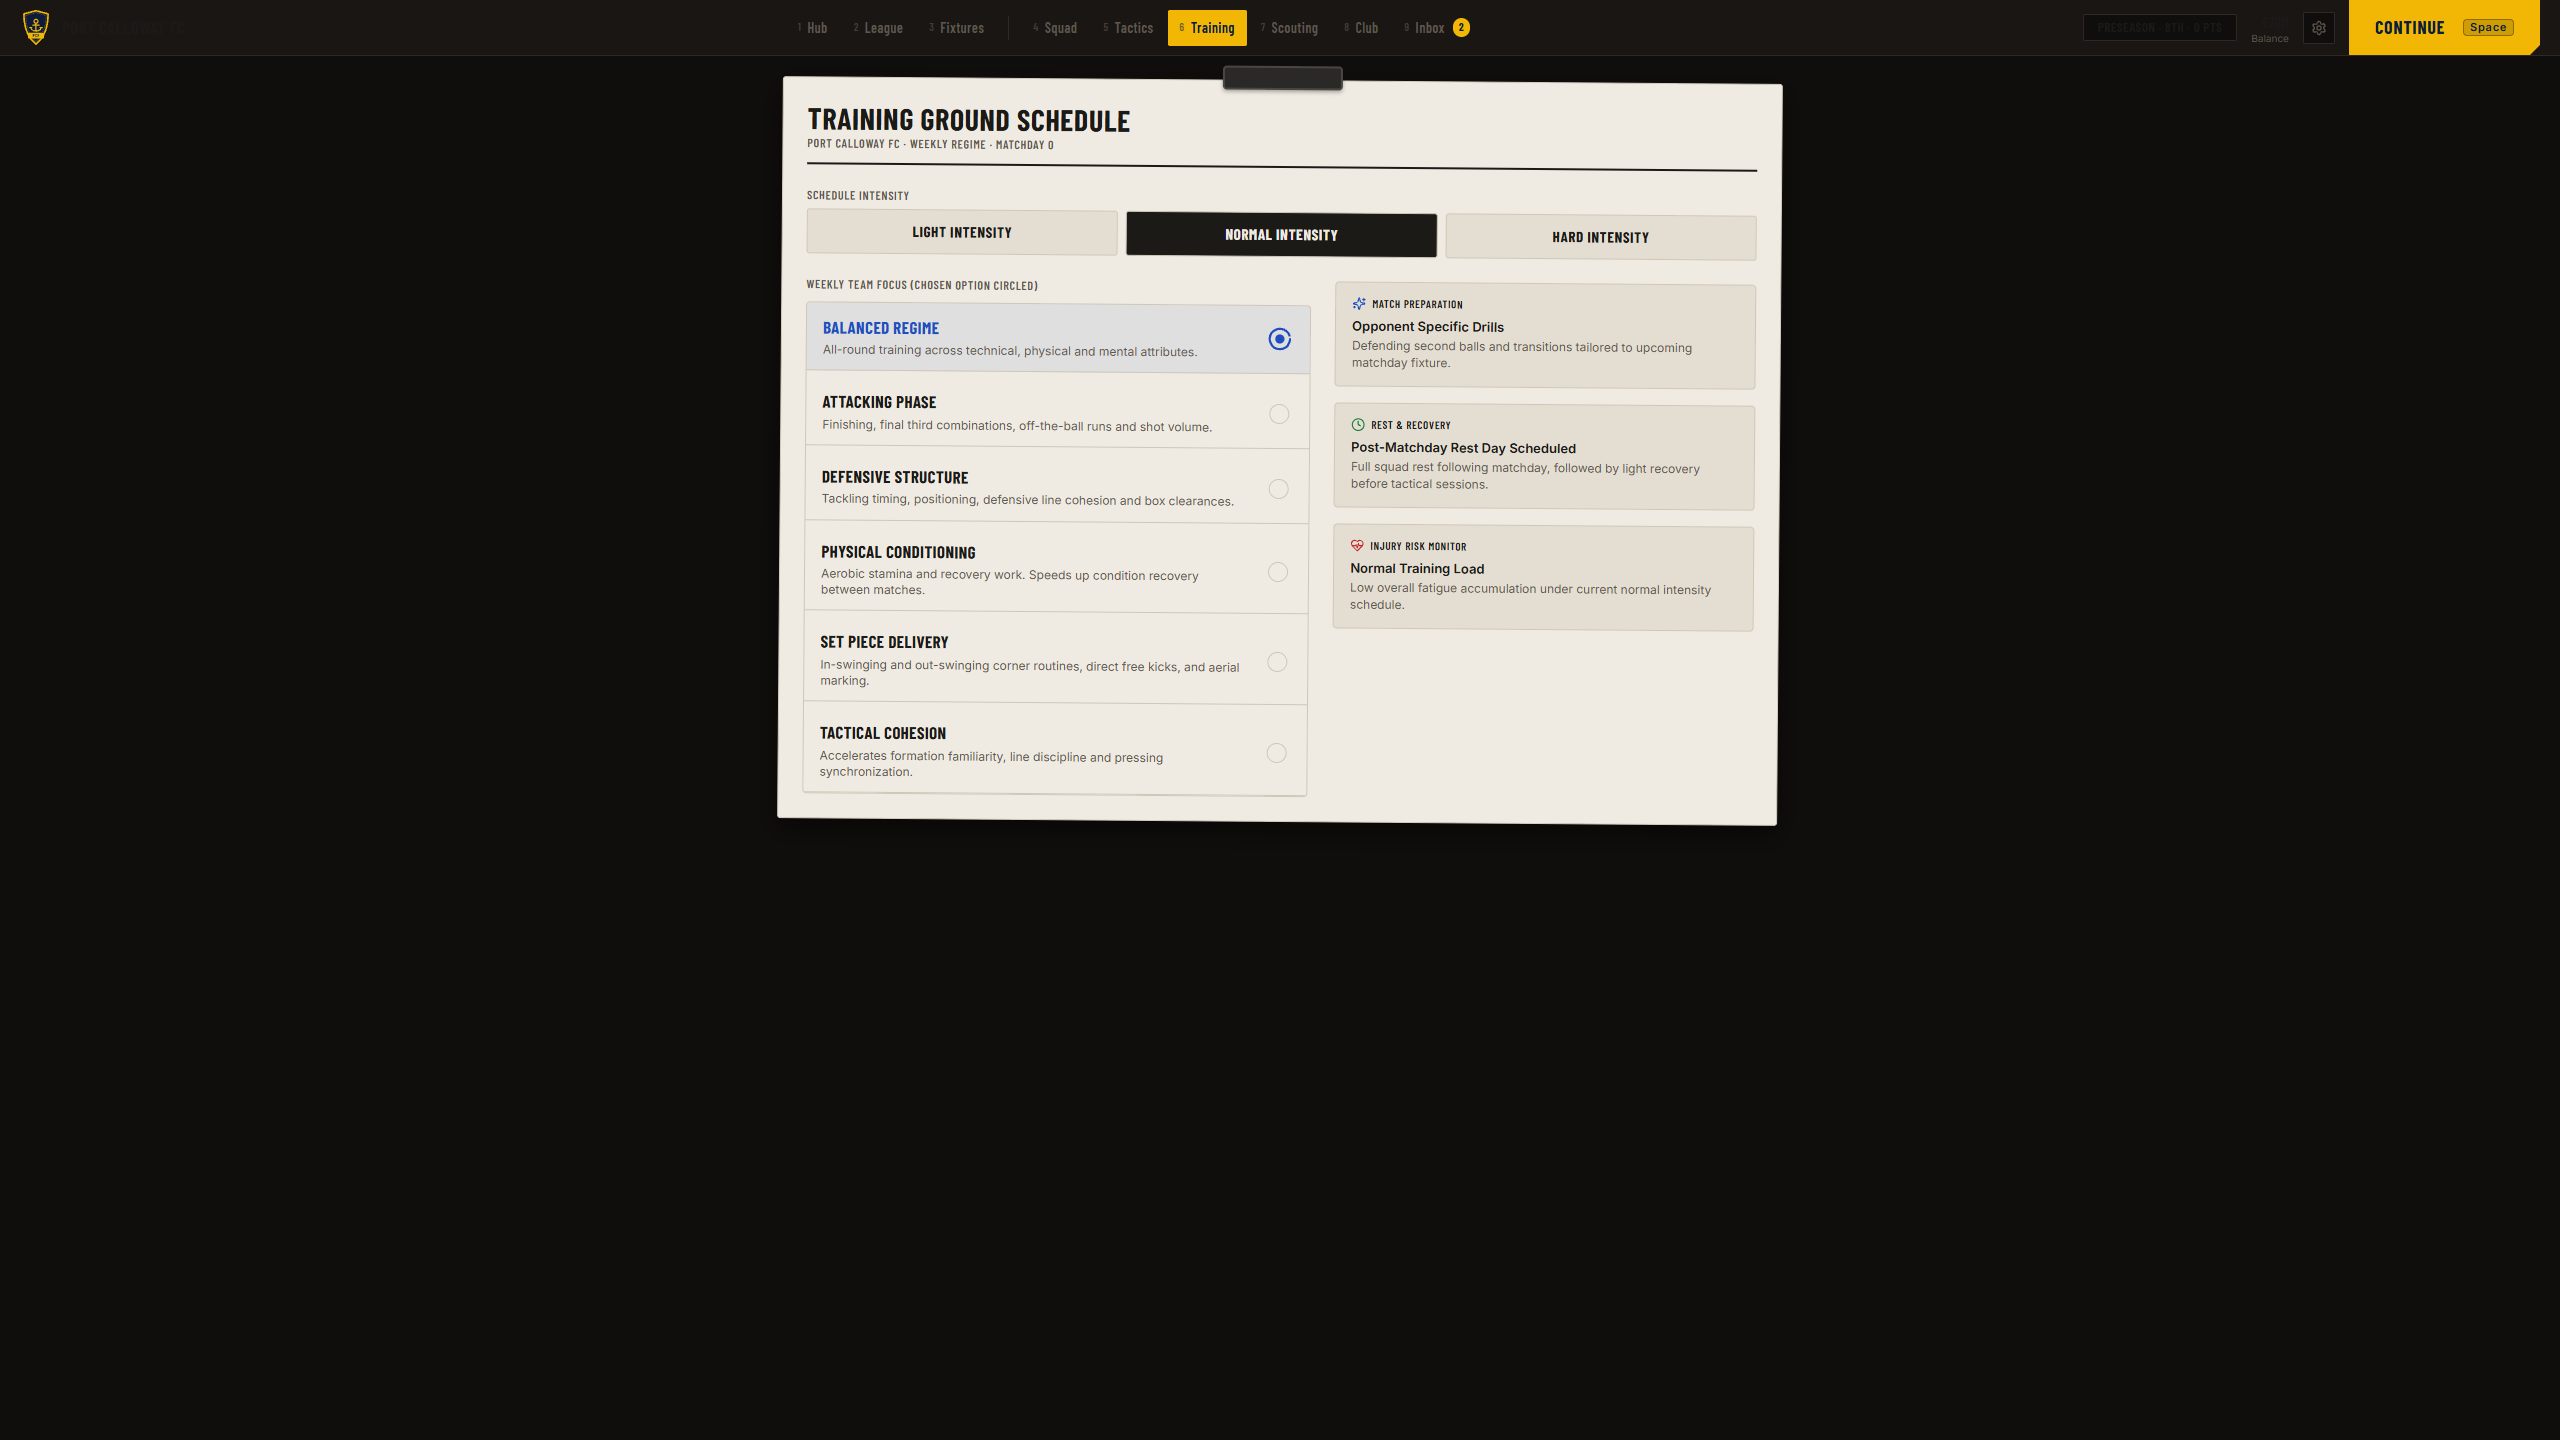 PORT CALLOWAY FC
1 Hub
2 League
3 Fixtures
4 Squad
5 Tactics
6 Training
7 Scouting
8 Club
9 Inbox 2
PRESEASON · 8TH · 0 PTS
Balance
CONTINUE Space
TRAINING GROUND SCHEDULE
PORT CALLOWAY FC · WEEKLY REGIME · MATCHDAY 0
SCHEDULE INTENSITY
LIGHT INTENSITY
NORMAL INTENSITY
HARD INTENSITY
WEEKLY TEAM FOCUS (CHOSEN OPTION CIRCLED)
BALANCED REGIME
All-round training across technical, physical and mental attributes.
ATTACKING PHASE
Finishing, final third combinations, off-the-ball runs and shot volume.
DEFENSIVE STRUCTURE
Tackling timing, positioning, defensive line cohesion and box clearances.
PHYSICAL CONDITIONING
Aerobic stamina and recovery work. Speeds up condition recovery
between matches.
SET PIECE DELIVERY
In-swinging and out-swinging corner routines, direct free kicks, and aerial
marking.
TACTICAL COHESION
Accelerates formation familiarity, line discipline and pressing
synchronization.
MATCH PREPARATION
Opponent Specific Drills
Defending second balls and transitions tailored to upcoming
matchday fixture.
REST & RECOVERY
Post-Matchday Rest Day Scheduled
Full squad rest following matchday, followed by light recovery
before tactical sessions.
INJURY RISK MONITOR
Normal Training Load
Low overall fatigue accumulation under current normal intensity
schedule.